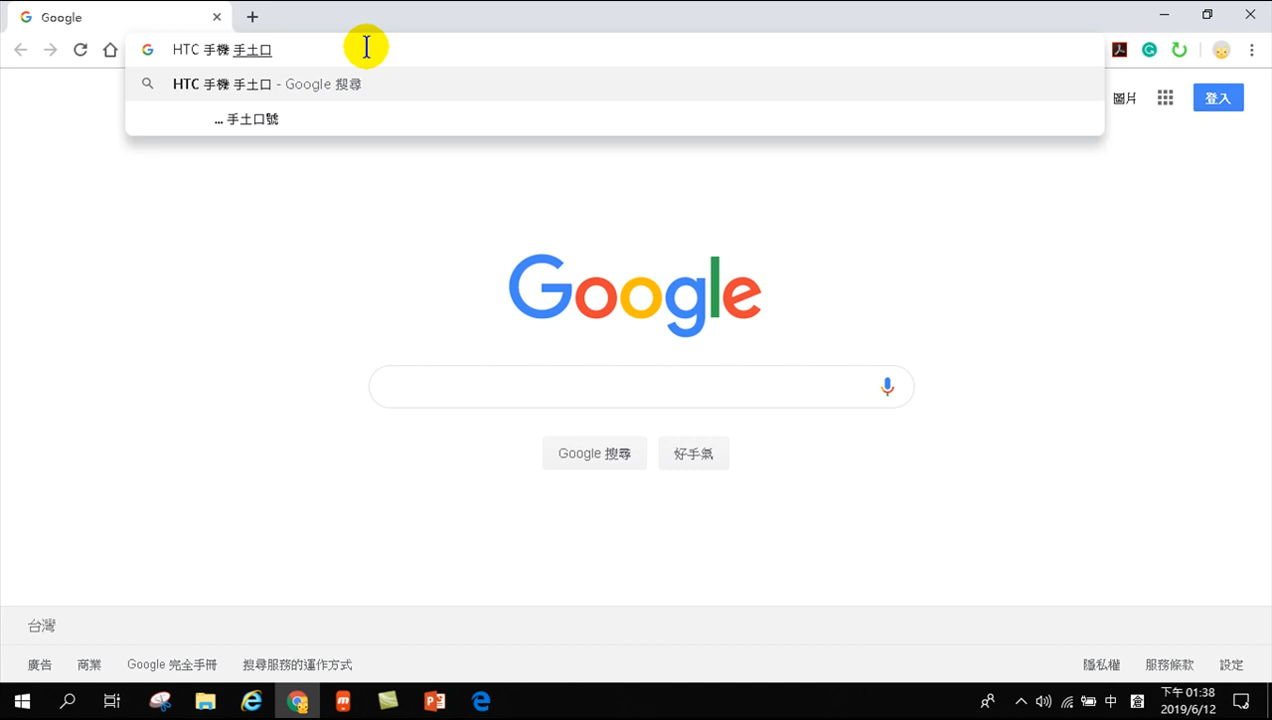 Google
HTC 手機 手土口
HTC 手機 手土口 - Google 搜尋
... 手土口號
圖片
登入
Google
Google 搜尋
好手氣
台灣
廣告 商業 Google 完全手冊 搜尋服務的運作方式 隱私權 服務條款 設定
中 倉 下午 01:38
2019/6/12